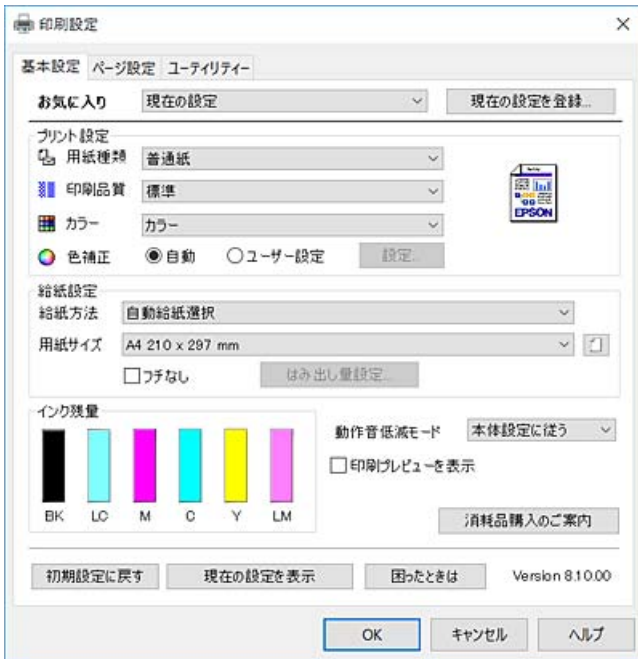 印刷設定
基本設定 ページ設定 ユーティリティー
お気に入り 現在の設定 現在の設定を登録...
プリント設定
用紙種類 普通紙
印刷品質 標準
カラー カラー
EPSON
色補正 自動 ユーザー設定 設定...
給紙設定
給紙方法 自動給紙選択
用紙サイズ A4 210 x 297 mm
フチなし はみ出し量設定...
インク残量
動作音低減モード 本体設定に従う
印刷プレビューを表示
BK LC M C Y LM
消耗品購入のご案内
初期設定に戻す 現在の設定を表示 困ったときは Version 8.10.00
OK キャンセル ヘルプ